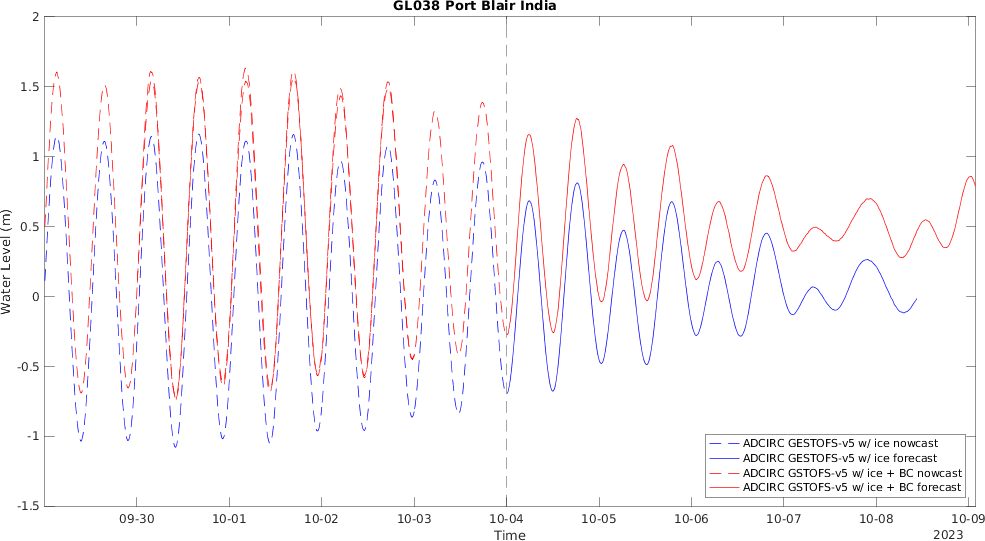 GL038 Port Blair India
2
1.5
1
0.5
0
-0.5
-1
-1.5
Water Level (m)
09-30
10-01
10-02
10-03
10-04
10-05
10-06
10-07
10-08
10-09
Time
2023
ADCIRC GESTOFS-v5 w/ ice nowcast
ADCIRC GESTOFS-v5 w/ ice forecast
ADCIRC GSTOFS-v5 w/ ice + BC nowcast
ADCIRC GSTOFS-v5 w/ ice + BC forecast